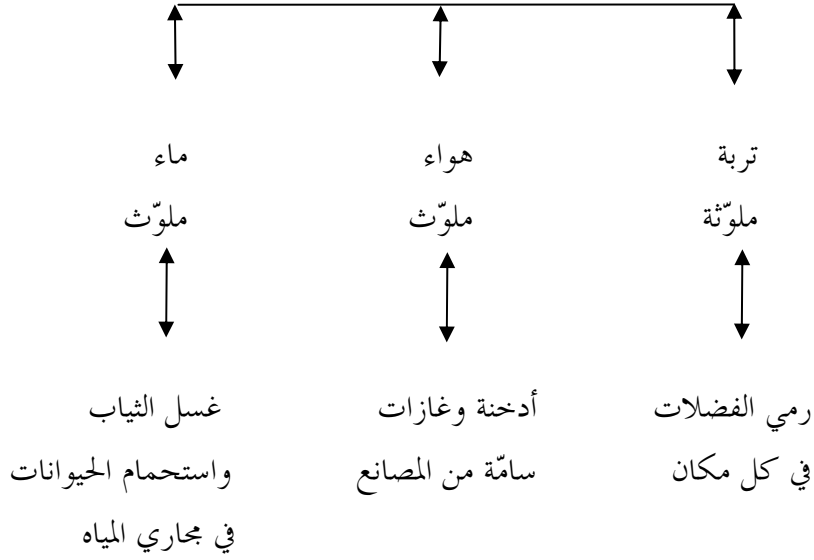 تربة
ملوّثة
هواء
ملوّث
ماء
ملوّث
رمي الفضلات
في كل مكان
أدخنة وغازات
سامّة من المصانع
غسل الثياب
واستحمام الحيوانات
في مجاري المياه